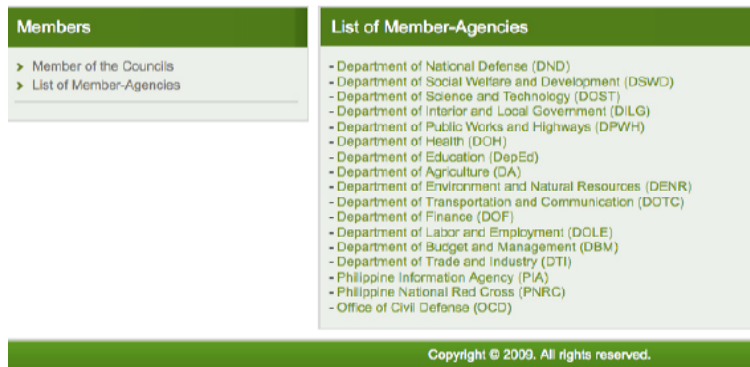 Members
Member of the Councils
List of Member-Agencies
List of Member-Agencies
- Department of National Defense (DND)
- Department of Social Welfare and Development (DSWD)
- Department of Science and Technology (DOST)
- Department of Interior and Local Government (DILG)
- Department of Public Works and Highways (DPWH)
- Department of Health (DOH)
- Department of Education (DepEd)
- Department of Agriculture (DA)
- Department of Environment and Natural Resources (DENR)
- Department of Transportation and Communication (DOTC)
- Department of Finance (DOF)
- Department of Labor and Employment (DOLE)
- Department of Budget and Management (DBM)
- Department of Trade and Industry (DTI)
- Philippine Information Agency (PIA)
- Philippine National Red Cross (PNRC)
- Office of Civil Defense (OCD)
Copyright © 2009. All rights reserved.